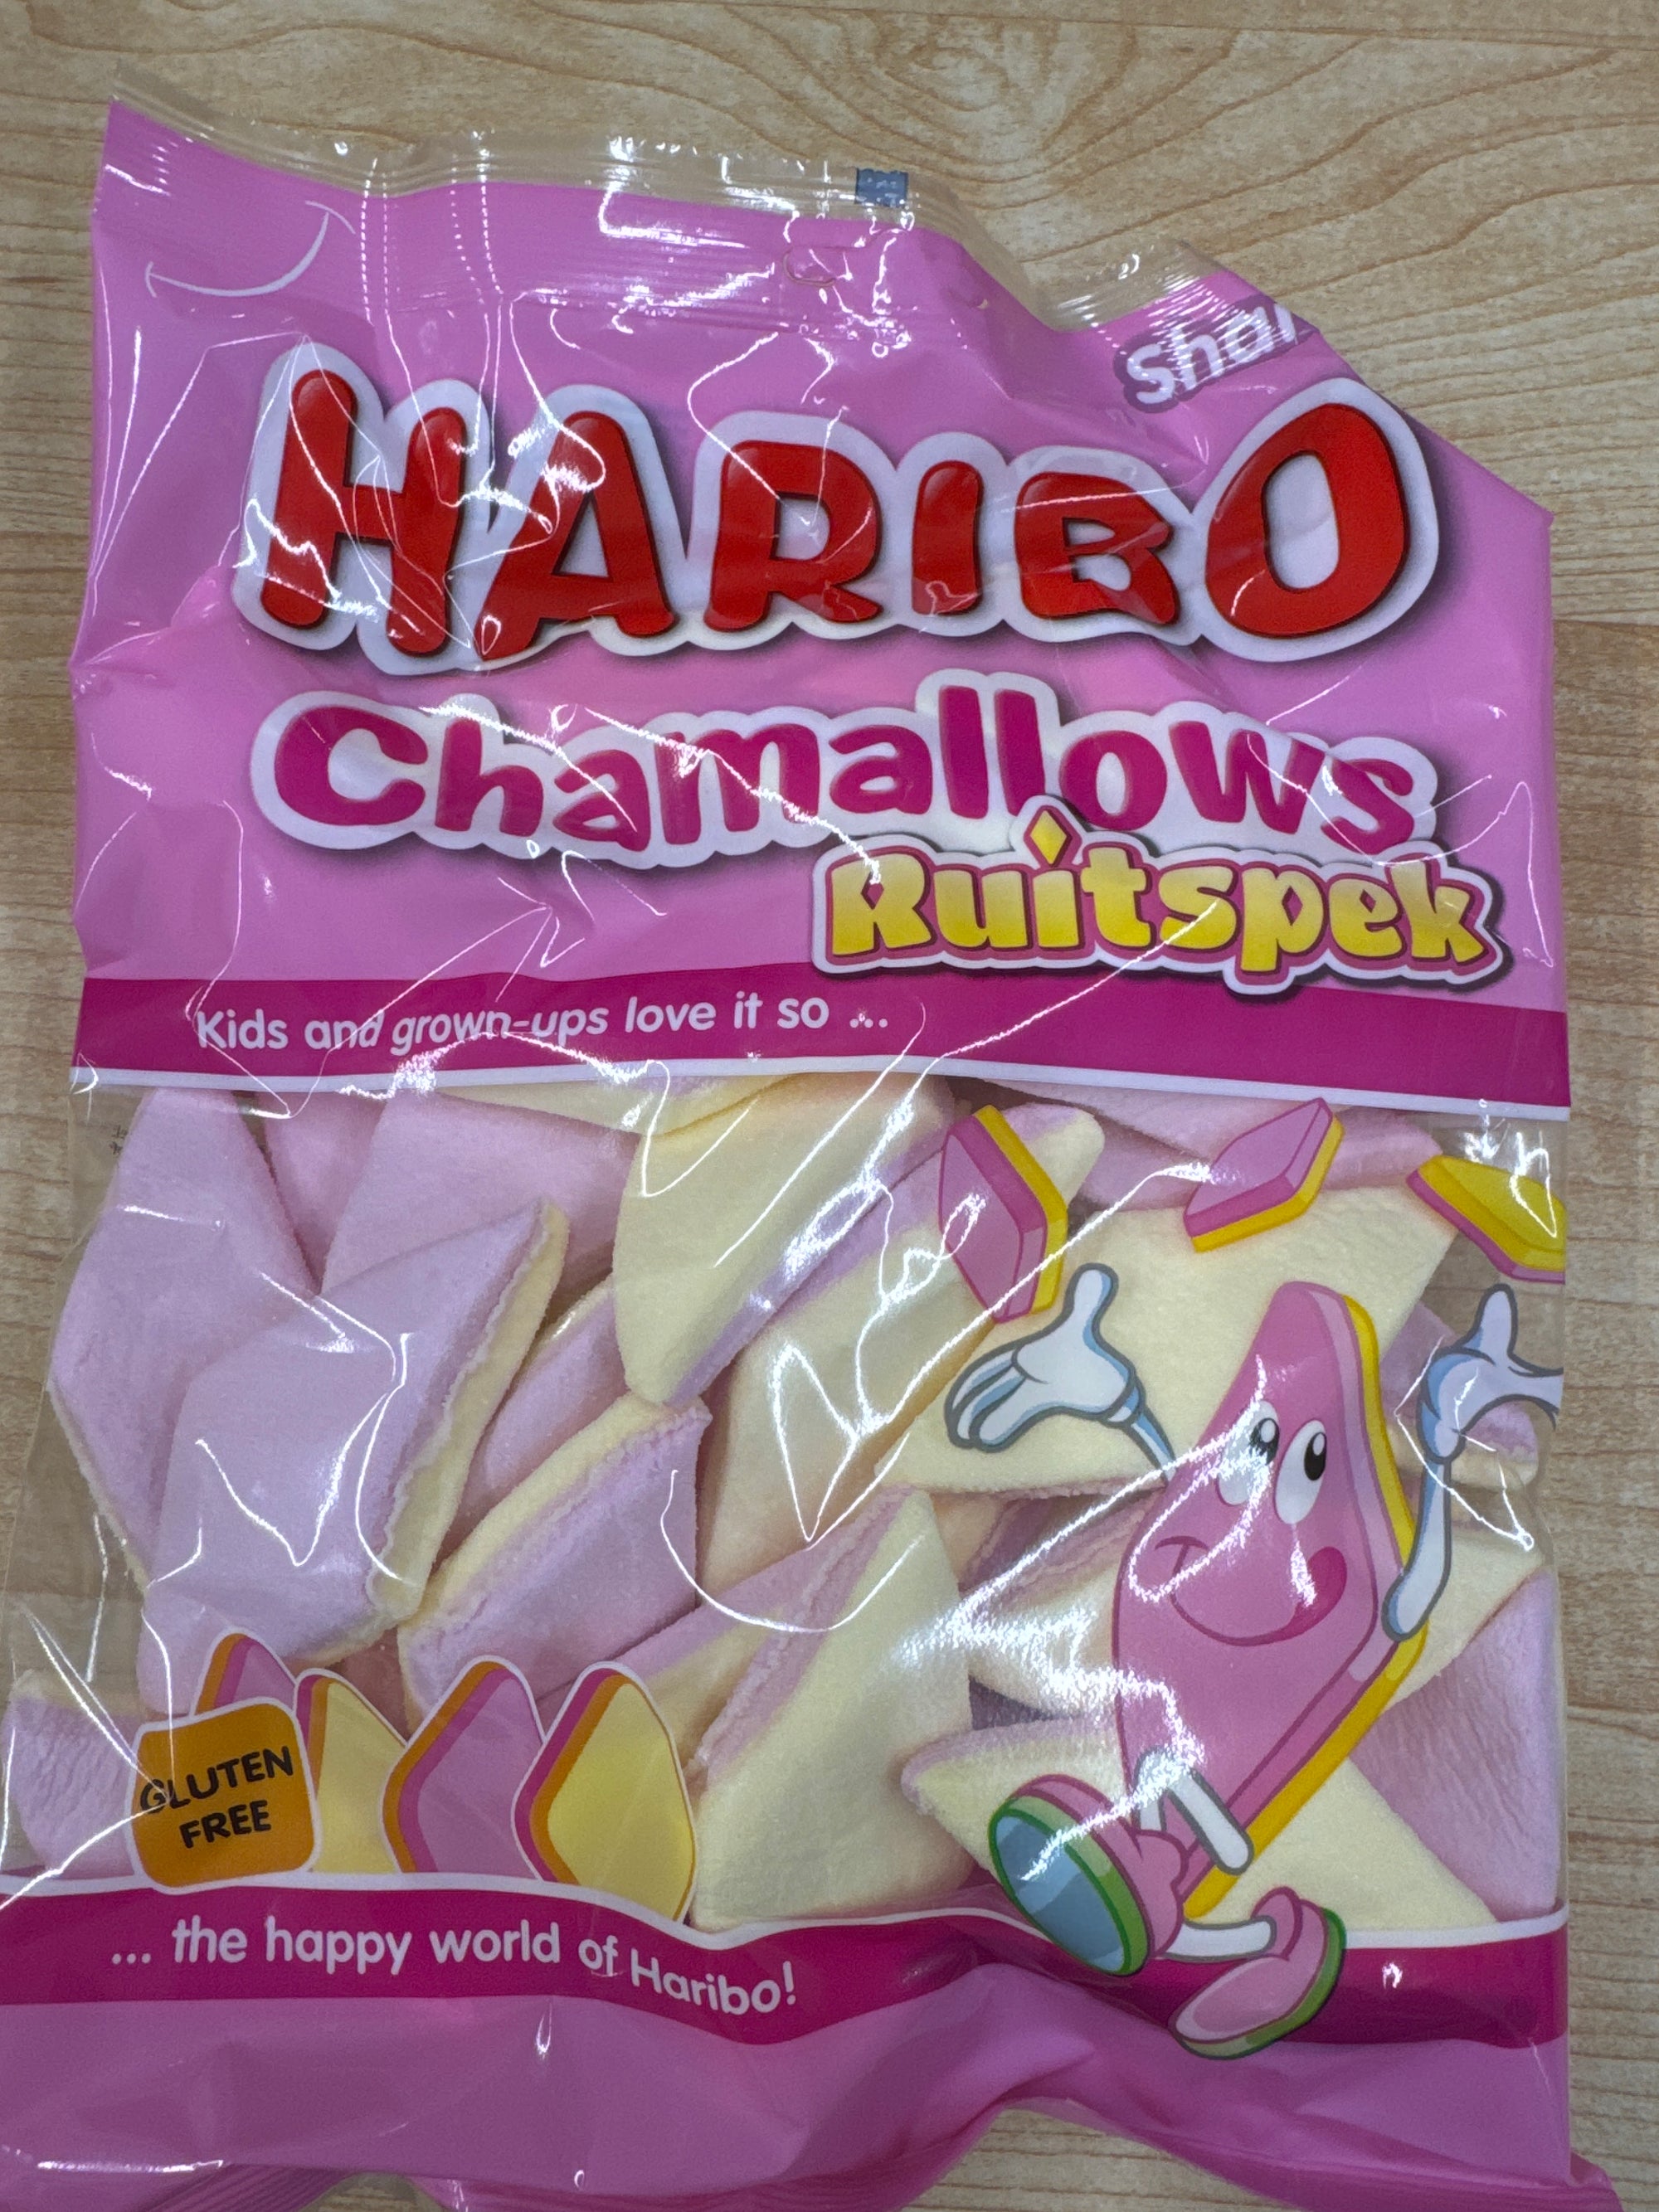 HARIBO
Chamallows
Ruitspek
Kids and grown-ups love it so ...
GLUTEN
FREE
... the happy world of Haribo!